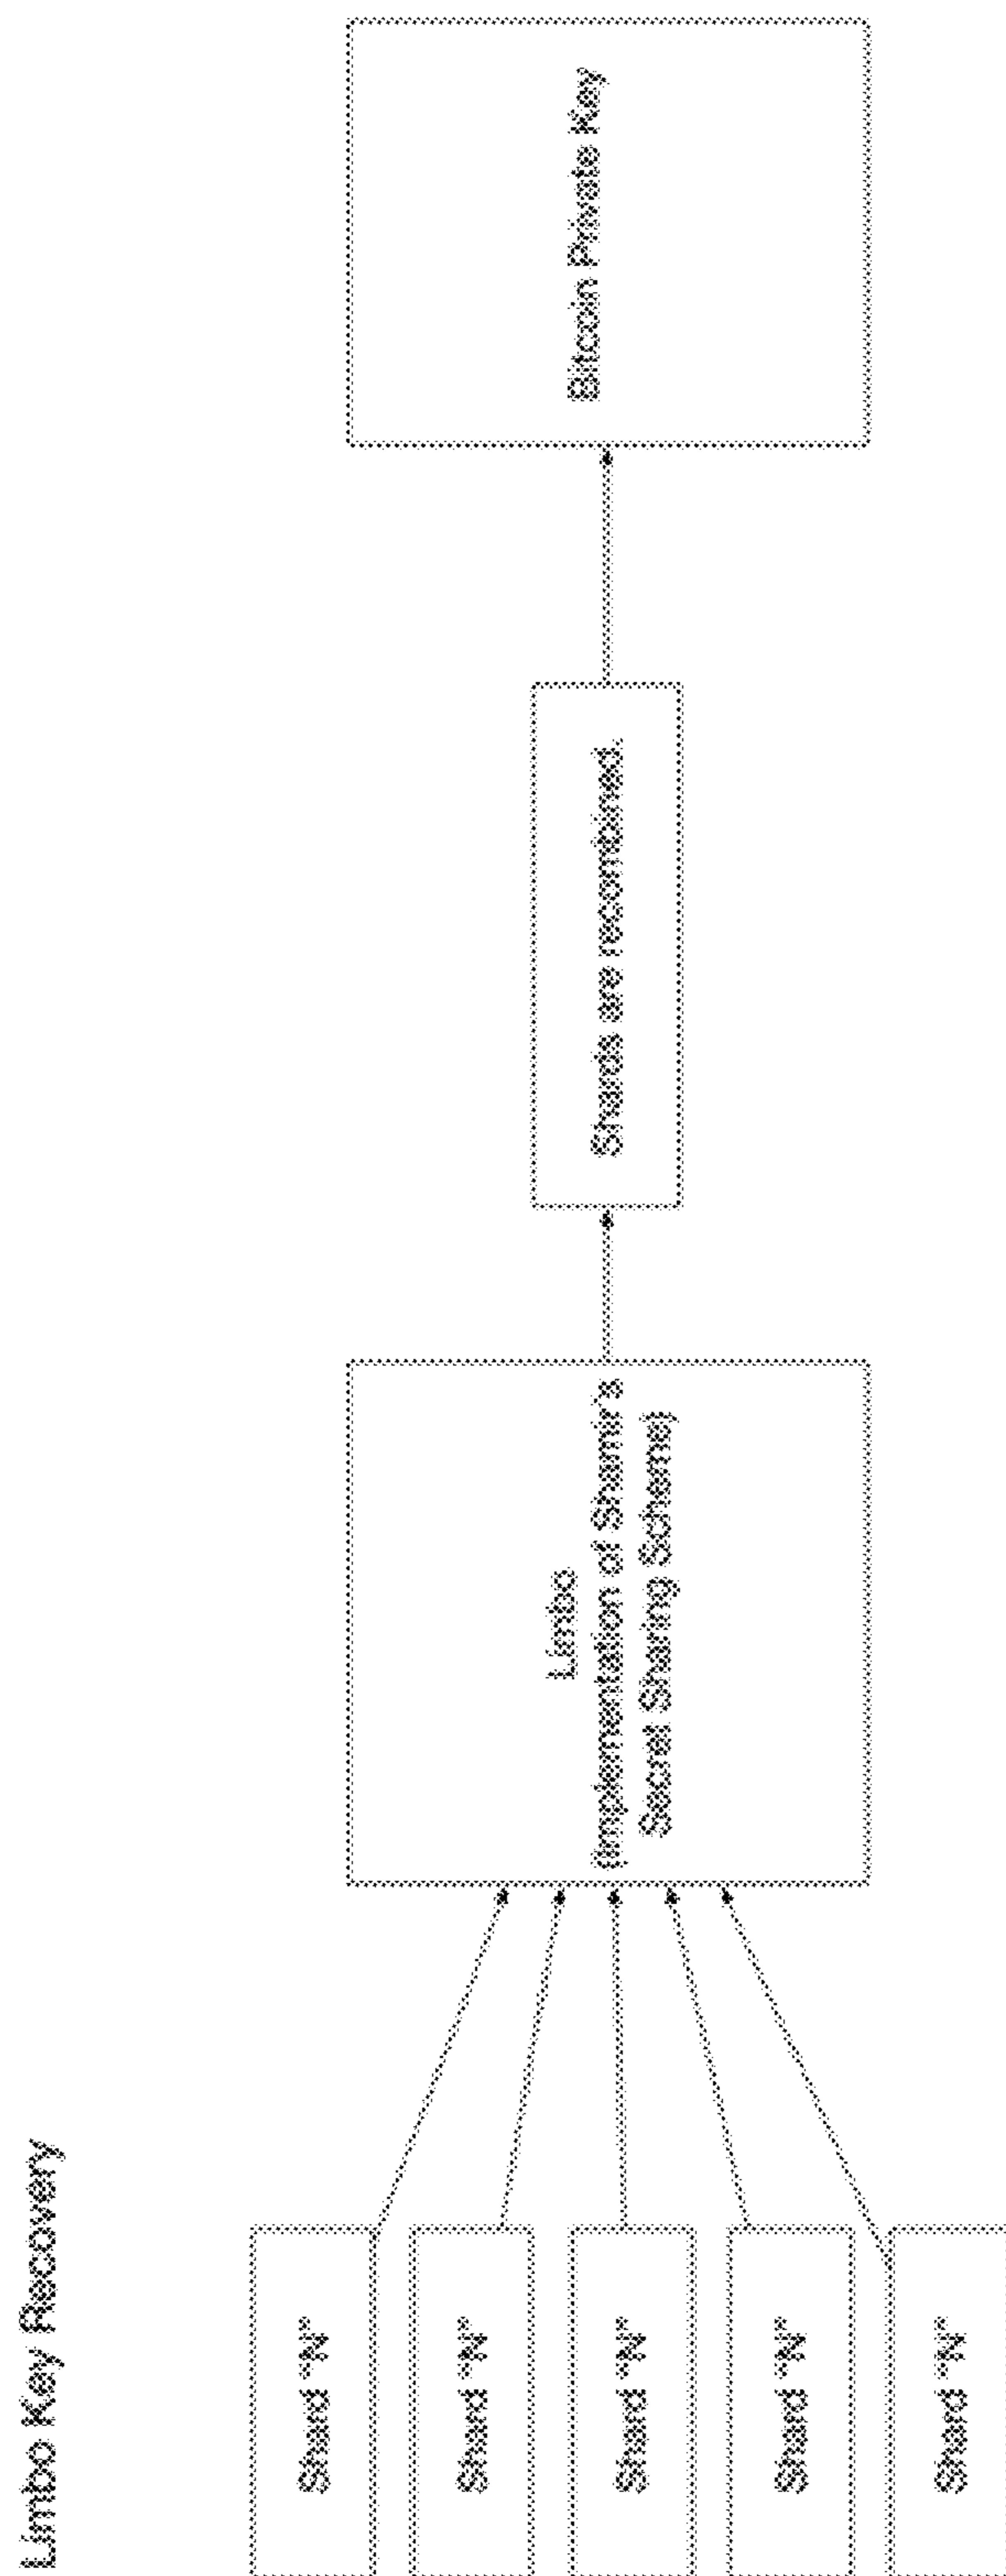 Limbo Key Recovery
Shard "N"
Shard "N"
Shard "N"
Shard "N"
Shard "N"
Limbo
(Implementation of Shamir's
Secret Sharing Scheme)
Shards are recombined.
Bitcoin Private Key